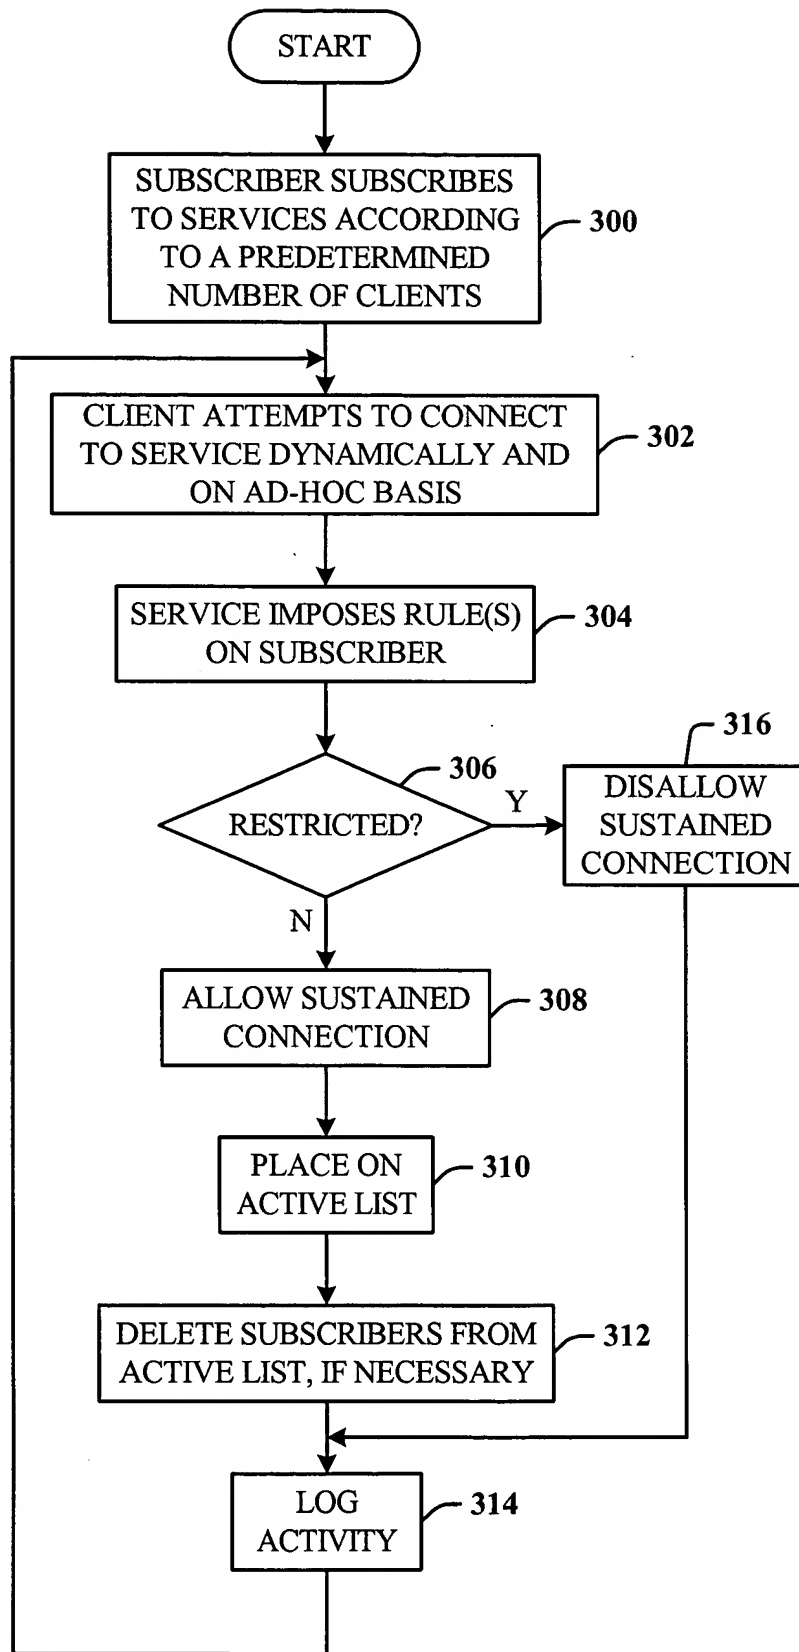 START
SUBSCRIBER SUBSCRIBES
TO SERVICES ACCORDING
TO A PREDETERMINED
NUMBER OF CLIENTS
300
CLIENT ATTEMPTS TO CONNECT
TO SERVICE DYNAMICALLY AND
ON AD-HOC BASIS
302
SERVICE IMPOSES RULE(S)
ON SUBSCRIBER
304
RESTRICTED?
306
Y
316
DISALLOW
SUSTAINED
CONNECTION
N
ALLOW SUSTAINED
CONNECTION
308
PLACE ON
ACTIVE LIST
310
DELETE SUBSCRIBERS FROM
ACTIVE LIST, IF NECESSARY
312
LOG
ACTIVITY
314